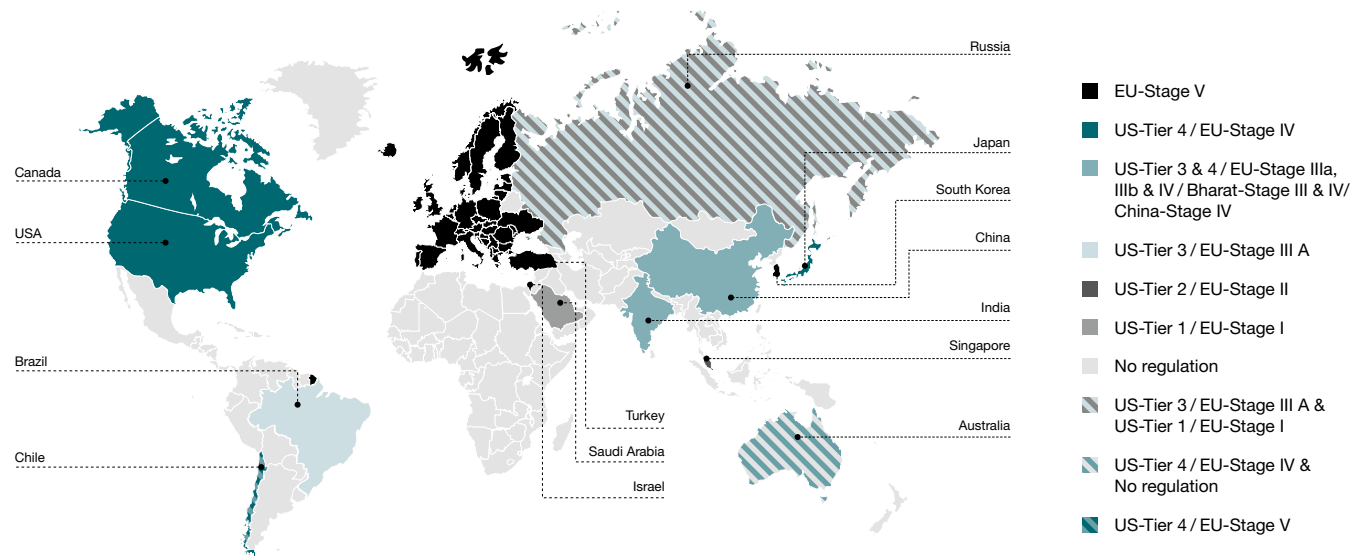 Canada
USA
Brazil
Chile
Turkey
Saudi Arabia
Israel
Russia
Japan
South Korea
China
India
Singapore
Australia
EU-Stage V
US-Tier 4 / EU-Stage IV
US-Tier 3 & 4 / EU-Stage IIIa,
IIIb & IV / Bharat-Stage III & IV/
China-Stage IV
US-Tier 3 / EU-Stage III A
US-Tier 2 / EU-Stage II
US-Tier 1 / EU-Stage I
No regulation
US-Tier 3 / EU-Stage III A &
US-Tier 1 / EU-Stage I
US-Tier 4 / EU-Stage IV &
No regulation
US-Tier 4 / EU-Stage V